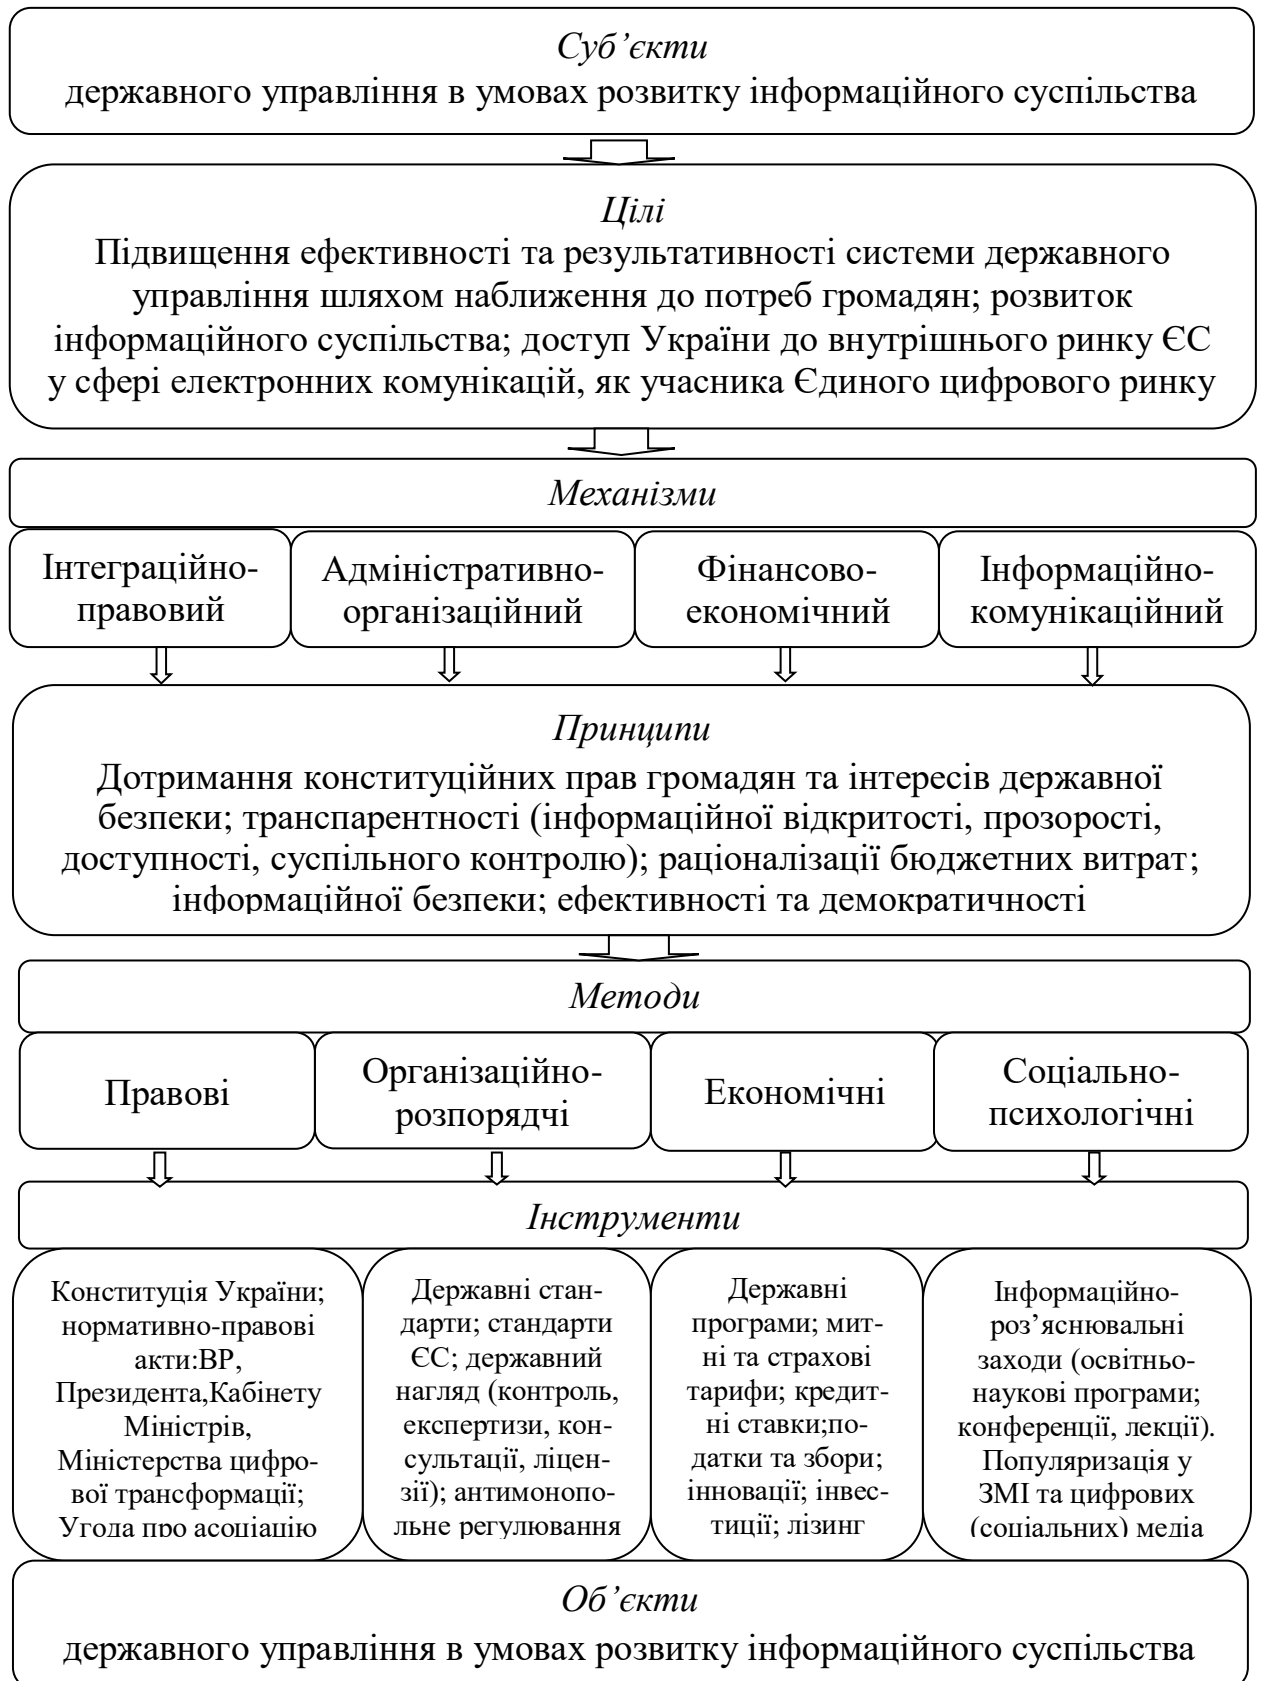 Суб’єкти
державного управління в умовах розвитку інформаційного суспільства
Цілі
Підвищення ефективності та результативності системи державного
управління шляхом наближення до потреб громадян; розвиток
інформаційного суспільства; доступ України до внутрішнього ринку ЄС
у сфері електронних комунікацій, як учасника Єдиного цифрового ринку
Механізми
Інтеграційно-
правовий
Адміністративно-
організаційний
Фінансово-
економічний
Інформаційно-
комунікаційний
Принципи
Дотримання конституційних прав громадян та інтересів державної
безпеки; транспарентності (інформаційної відкритості, прозорості,
доступності, суспільного контролю); раціоналізації бюджетних витрат;
інформаційної безпеки; ефективності та демократичності
Методи
Правові
Організаційно-
розпорядчі
Економічні
Соціально-
психологічні
Інструменти
Конституція України;
нормативно-правові
акти:ВР,
Президента,Кабінету
Міністрів,
Міністерства цифро-
вої трансформації;
Угода про асоціацію
Державні стан-
дарти; стандарти
ЄС; державний
нагляд (контроль,
експертизи, кон-
сультації, ліцен-
зії); антимонопо-
льне регулювання
Державні
програми; мит-
ні та страхові
тарифи; кредит-
ні ставки;по-
датки та збори;
інновації; інвес-
тиції; лізинг
Інформаційно-
роз’яснювальні
заходи (освітньо-
наукові програми;
конференції, лекції).
Популяризація у
ЗМІ та цифрових
(соціальних) медіа
Об’єкти
державного управління в умовах розвитку інформаційного суспільства